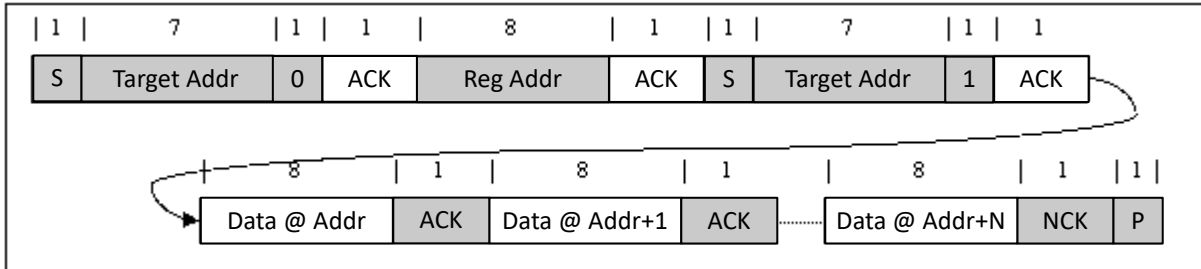 | 1 | 7 | 1 | 1 | 8 | 1 | 1 | 7 | 1 | 1
S Target Addr 0 ACK Reg Addr ACK S Target Addr 1 ACK
| 8 | 1 | 8 | 1 | 8 | 1 | 1 |
Data @ Addr ACK Data @ Addr+1 ACK Data @ Addr+N NCK P